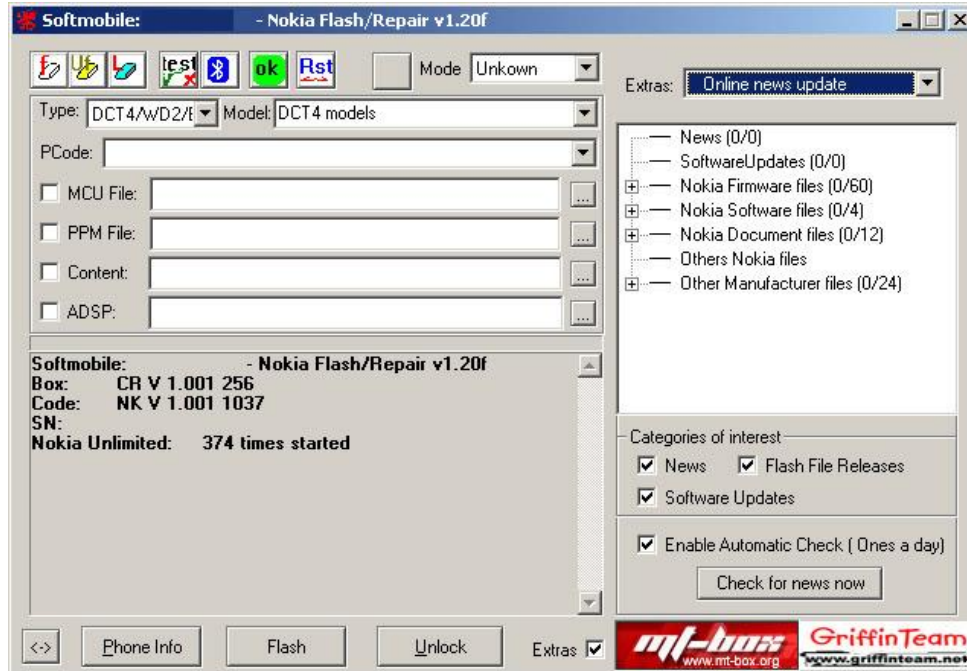 Softmobile: - Nokia Flash/Repair v1.20f
f Uf L test ok Rst Mode Unkown
Type: DCT4/WD2/ Model: DCT4 models
PCode:
MCU File: ...
PPM File: ...
Content: ...
ADSP: ...
Softmobile: - Nokia Flash/Repair v1.20f
Box: CR V 1.001 256
Code: NK V 1.001 1037
SN:
Nokia Unlimited: 374 times started
<-> Phone Info Flash Unlock Extras
Extras: Online news update
News (0/0)
SoftwareUpdates (0/0)
Nokia Firmware files (0/60)
Nokia Software files (0/4)
Nokia Document files (0/12)
Others Nokia files
Other Manufacturer files (0/24)
Categories of interest
News Flash File Releases
Software Updates
Enable Automatic Check ( Ones a day)
Check for news now
mt-box GriffinTeam
www.mt-box.org www.griffinteam.net